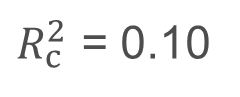 $R_c^2 = 0.10$